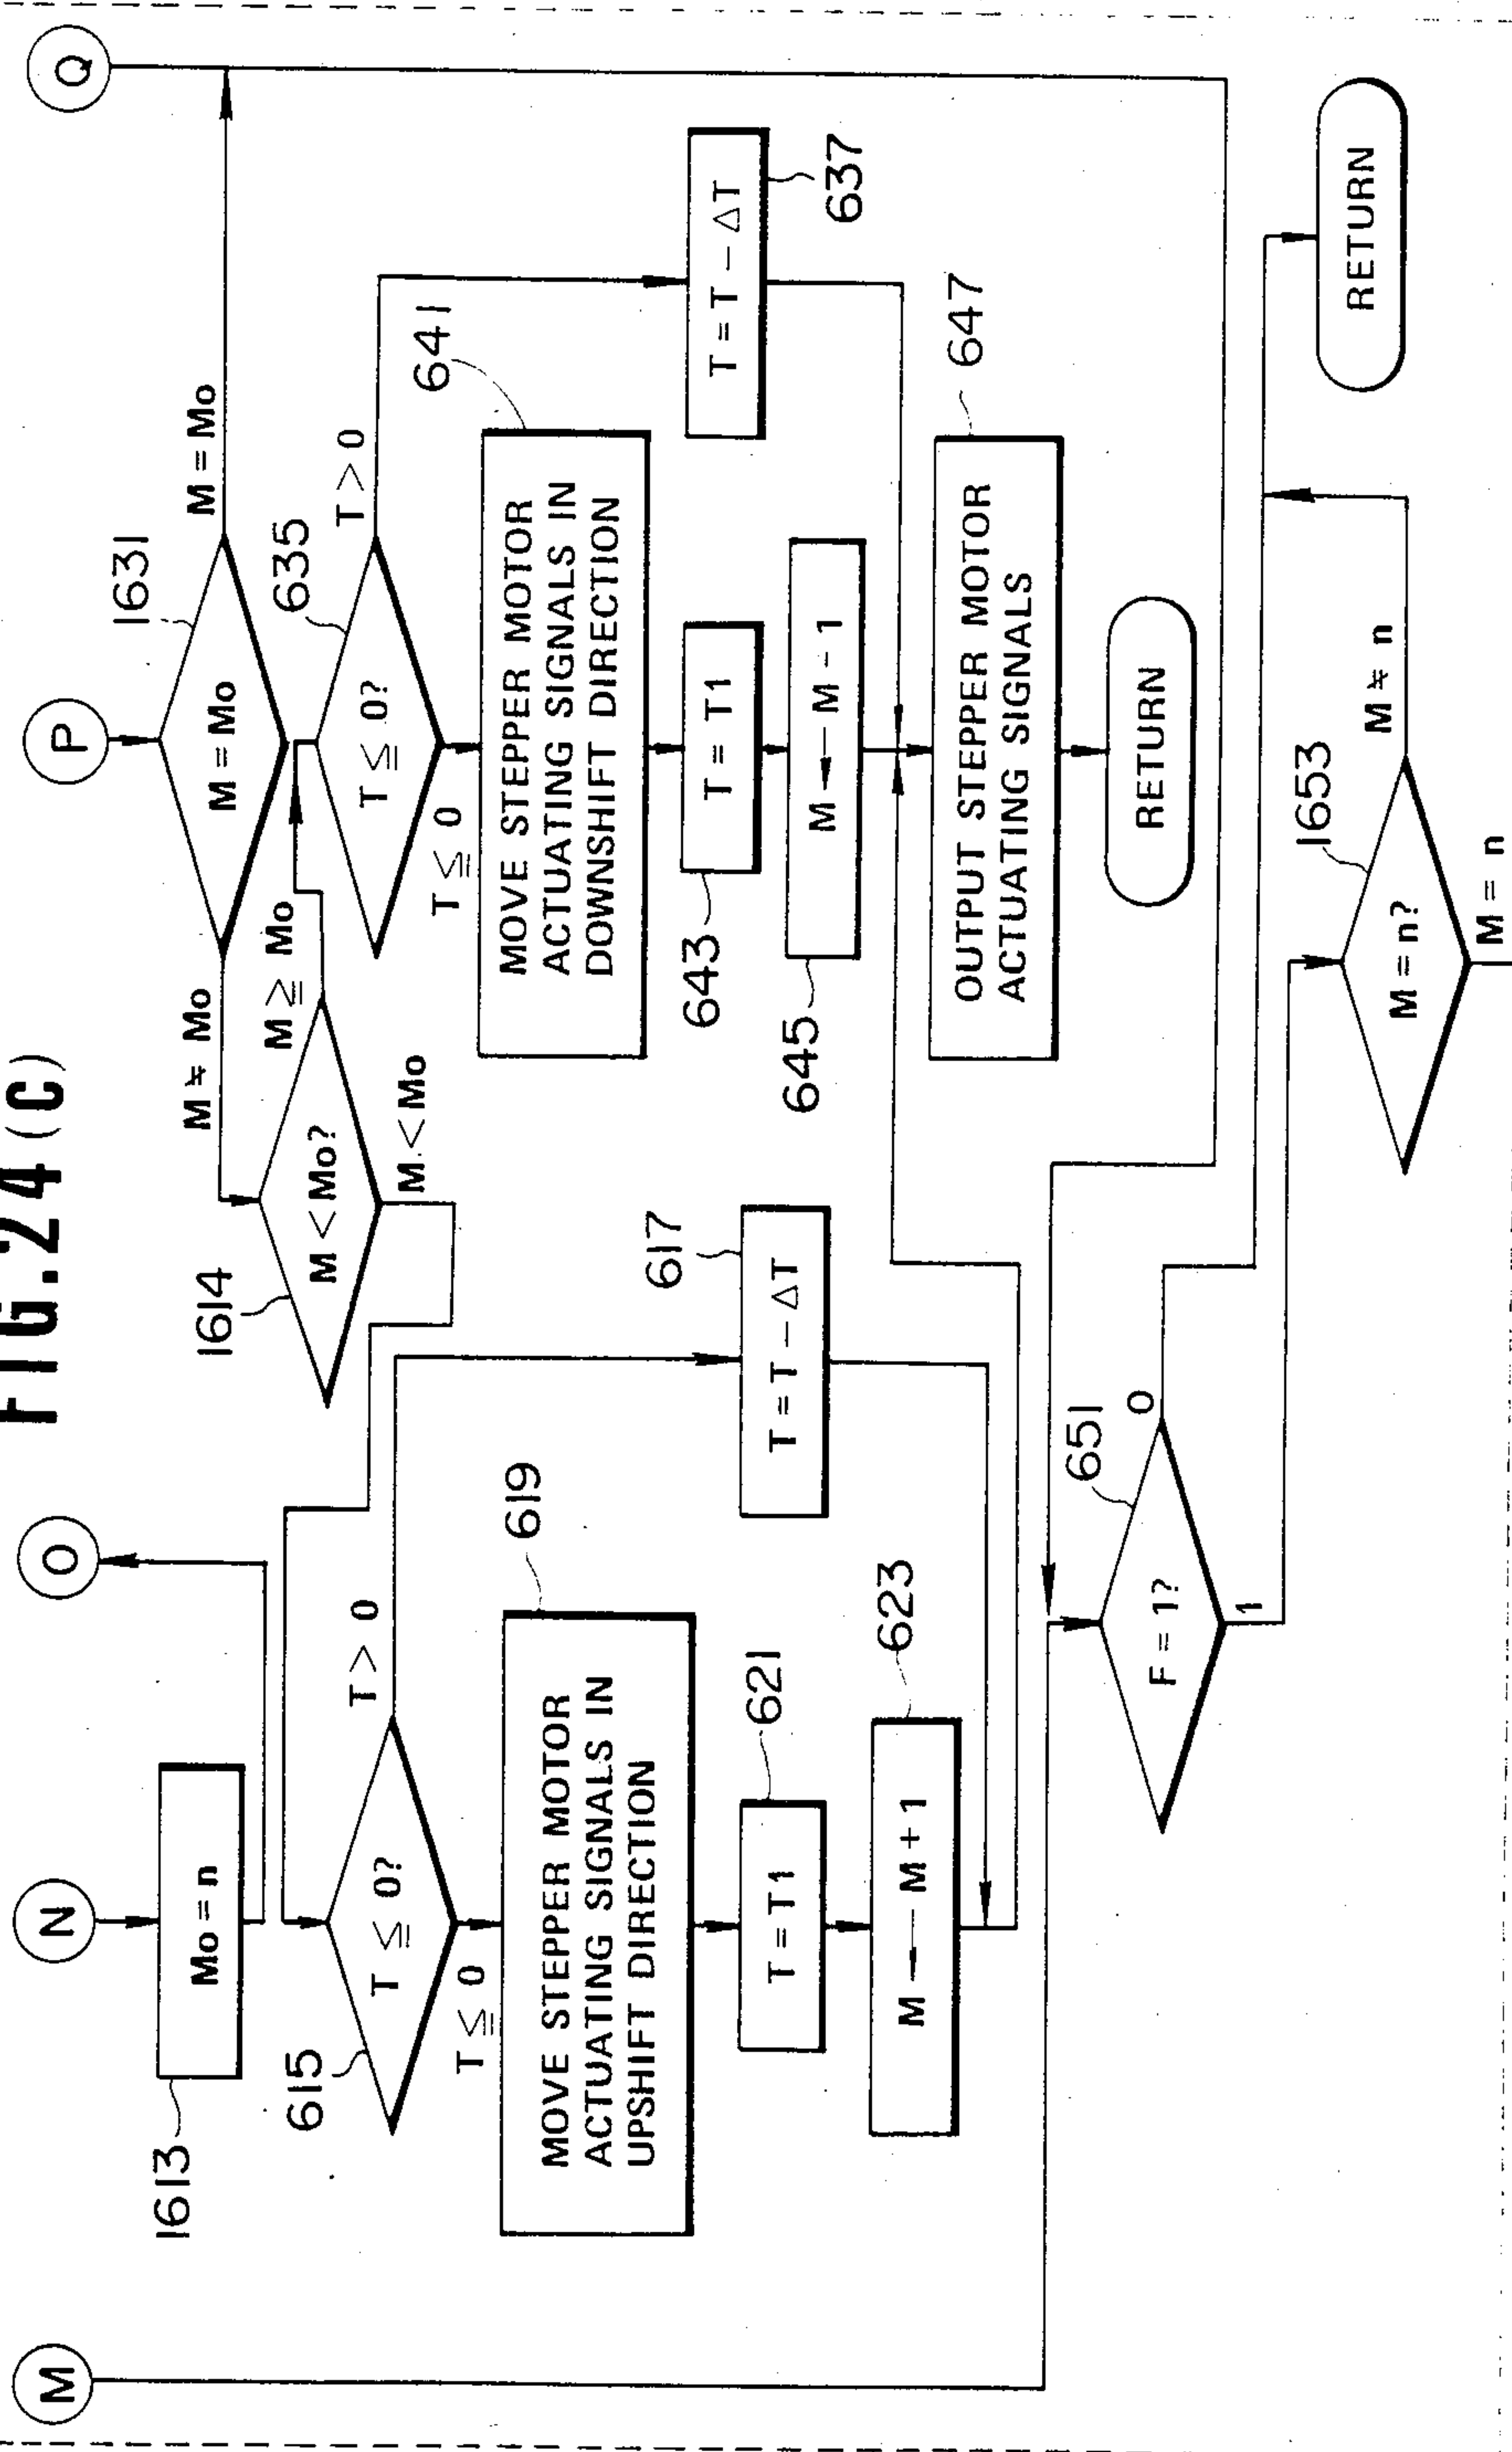 FIG.24(C)
M
N
O
P
Q
1613
Mo = n
1631
M = Mo
M = Mo
M ≠ Mo
1614
M < Mo?
M ≧ Mo
M < Mo
615
T ≦ 0?
T > 0
T ≦ 0
635
T ≦ 0?
T > 0
T ≦ 0
619
MOVE STEPPER MOTOR
ACTUATING SIGNALS IN
UPSHIFT DIRECTION
641
MOVE STEPPER MOTOR
ACTUATING SIGNALS IN
DOWNSHIFT DIRECTION
621
T = T1
617
T = T − ΔT
643
T = T1
637
T = T − ΔT
623
M ← M + 1
645
M ← M − 1
647
OUTPUT STEPPER MOTOR
ACTUATING SIGNALS
RETURN
651
F = 1?
0
1
1653
M = n?
M ≠ n
M = n
RETURN